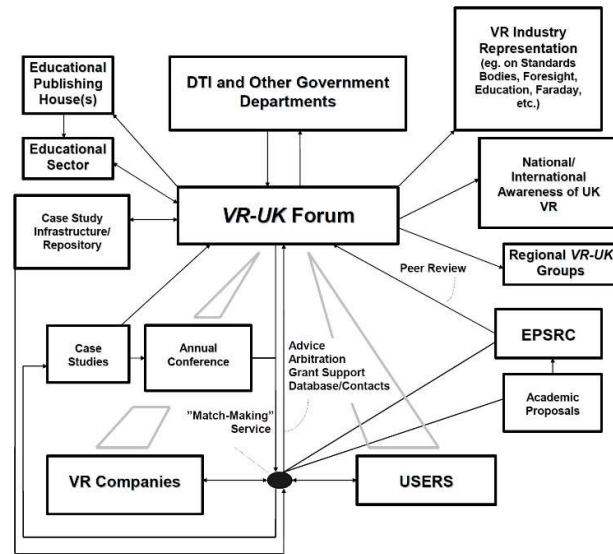 Educational
Publishing
House(s)
DTI and Other Government
Departments
VR Industry
Representation
(eg. on Standards
Bodies, Foresight,
Education, Faraday,
etc.)
Educational
Sector
National/
International
Awareness of UK
VR
VR-UK Forum
Case Study
Infrastructure/
Repository
Regional VR-UK
Groups
Peer Review
EPSRC
Case
Studies
Annual
Conference
Advice
Arbitration
Grant Support
Database/Contacts
Academic
Proposals
"Match-Making"
Service
VR Companies
USERS